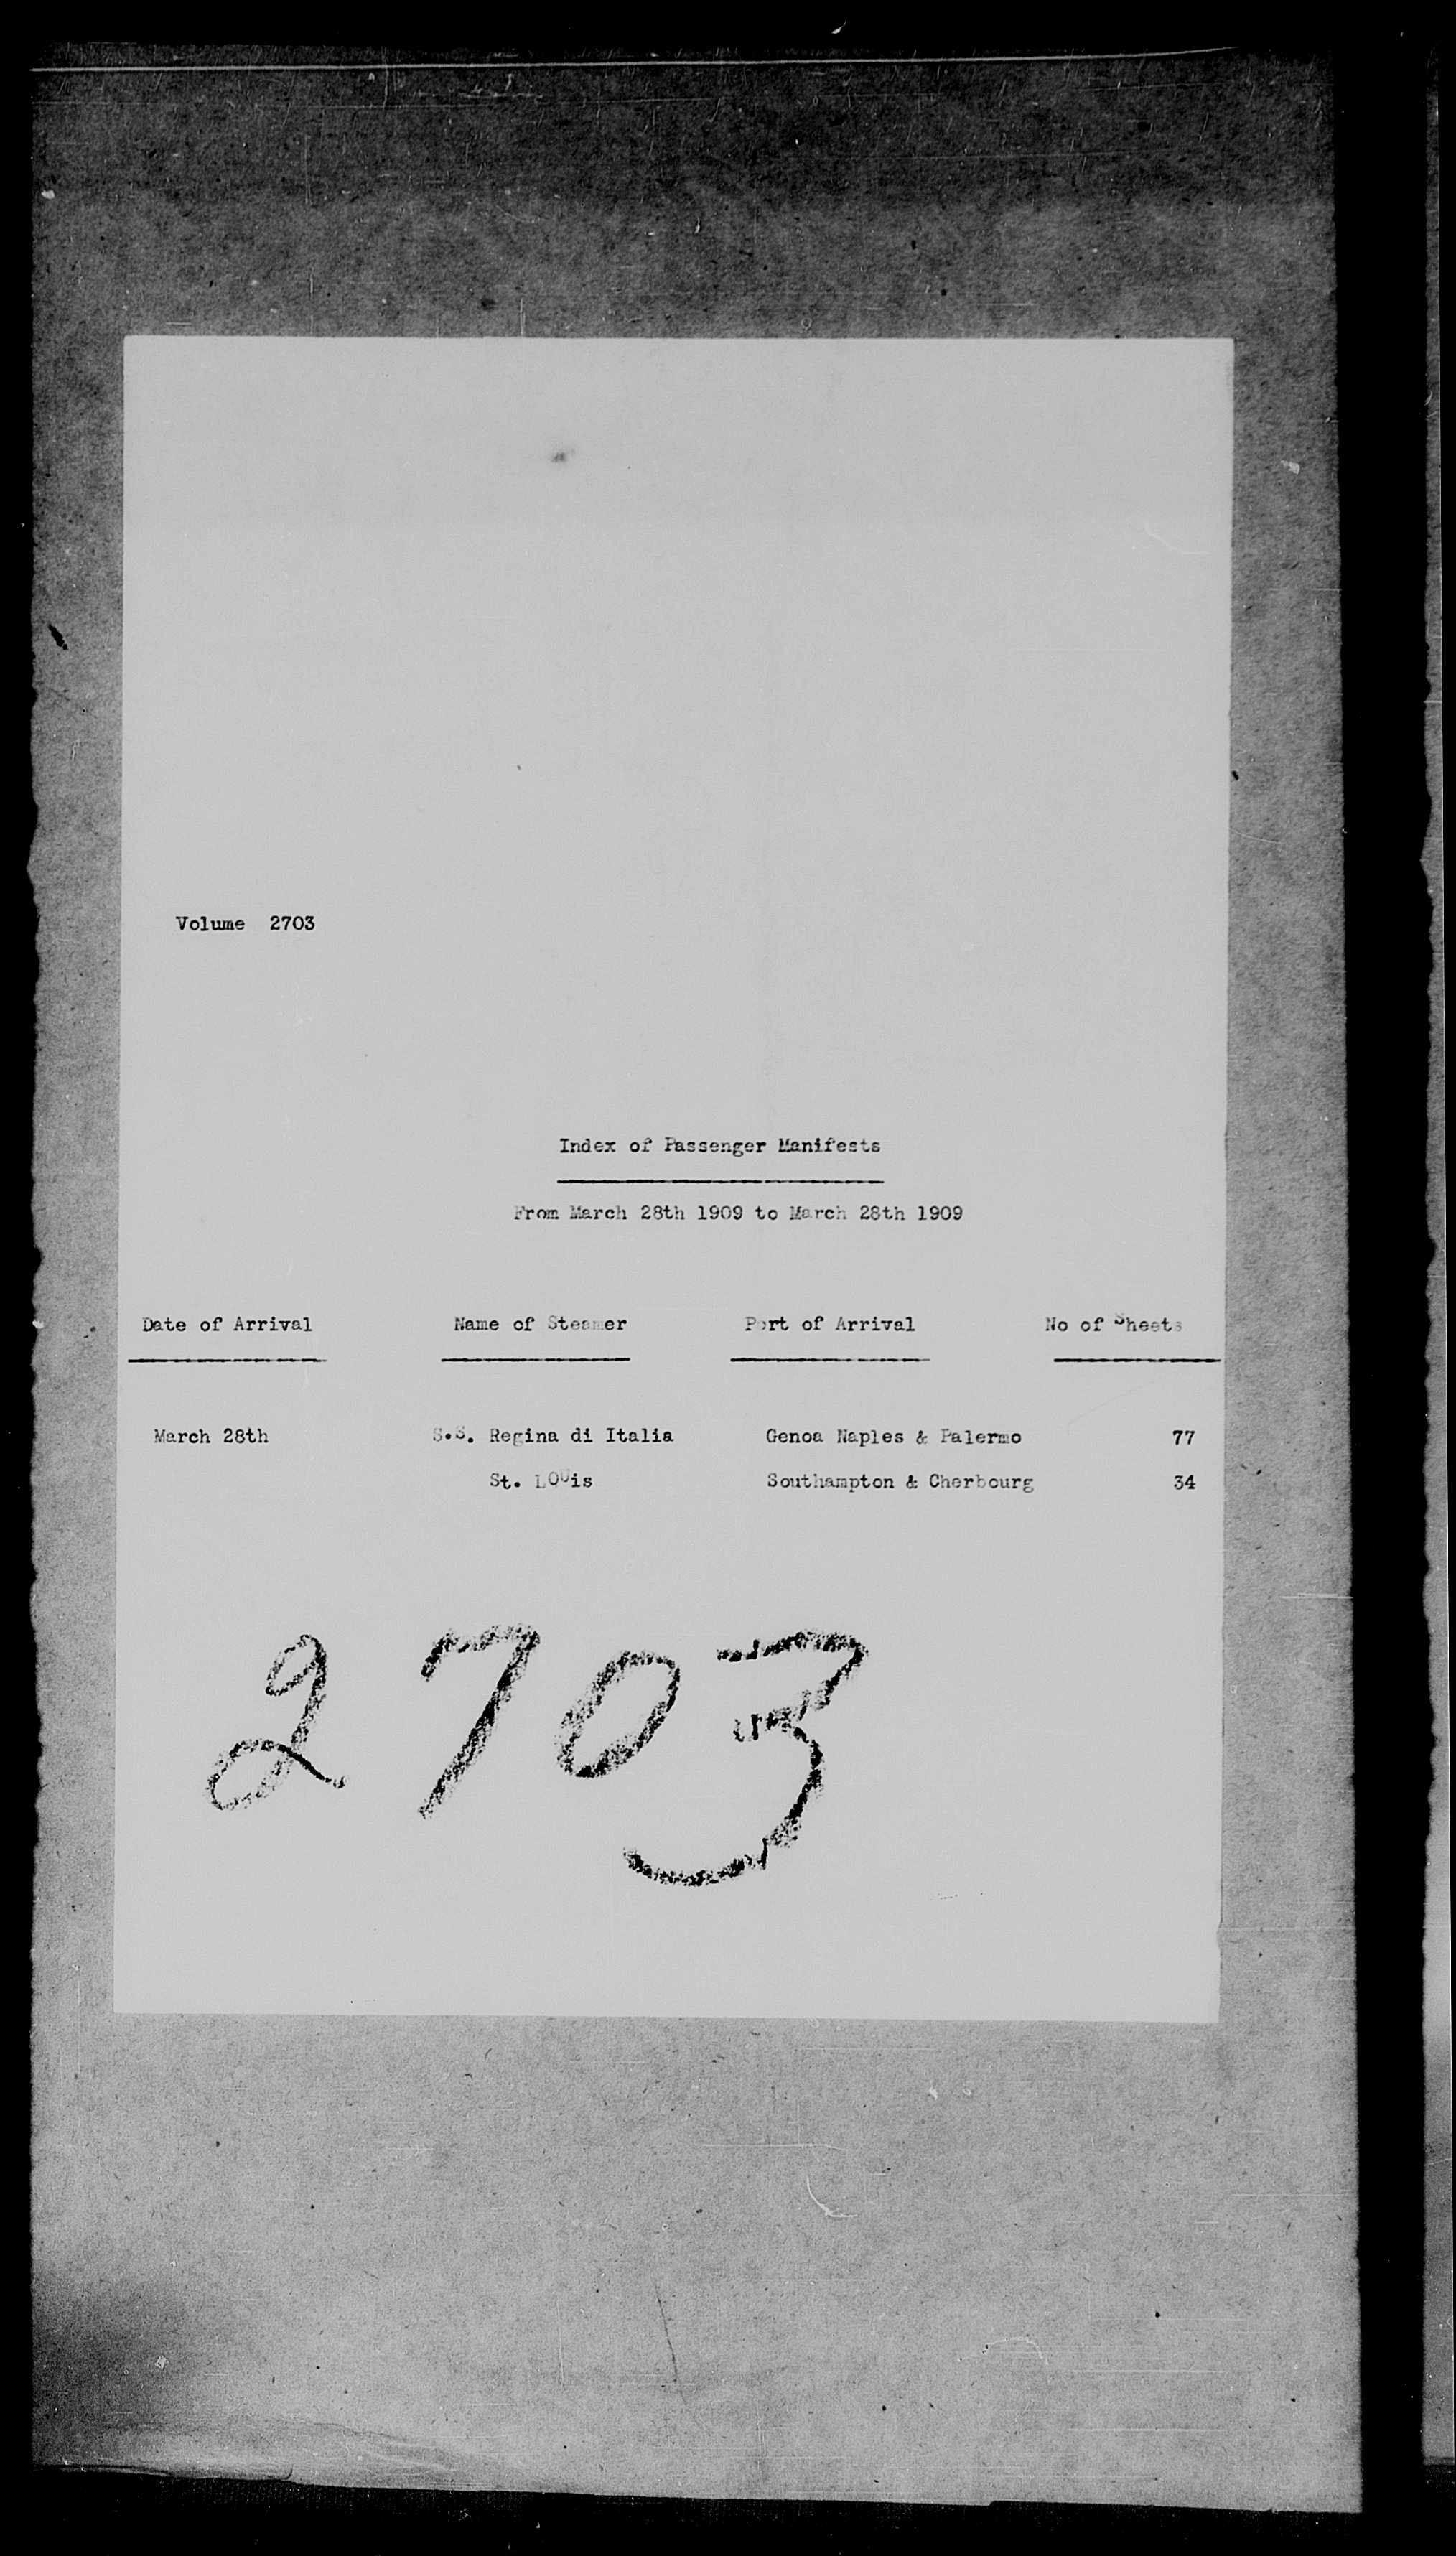 Volume 2703
Index of Passenger Manifests
From March 28th 1909 to March 28th 1909
Date of Arrival Name of Steamer Port of Arrival No of Sheets
March 28th S.S. Regina di Italia Genoa Naples & Palermo 77
St. LOUis Southampton & Cherbourg 34
2703